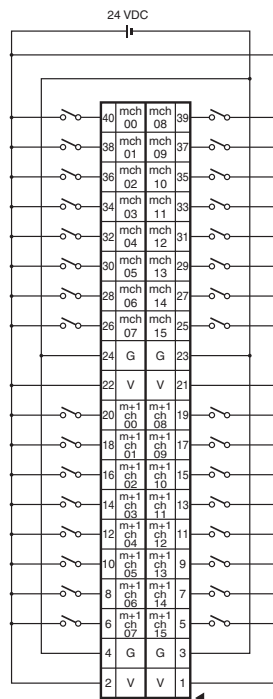 24 VDC
40 mch 00 mch 08 39
38 mch 01 mch 09 37
36 mch 02 mch 10 35
34 mch 03 mch 11 33
32 mch 04 mch 12 31
30 mch 05 mch 13 29
28 mch 06 mch 14 27
26 mch 07 mch 15 25
24 G G 23
22 V V 21
20 m+1 ch 00 m+1 ch 08 19
18 m+1 ch 01 m+1 ch 09 17
16 m+1 ch 02 m+1 ch 10 15
14 m+1 ch 03 m+1 ch 11 13
12 m+1 ch 04 m+1 ch 12 11
10 m+1 ch 05 m+1 ch 13 9
8 m+1 ch 06 m+1 ch 14 7
6 m+1 ch 07 m+1 ch 15 5
4 G G 3
2 V V 1